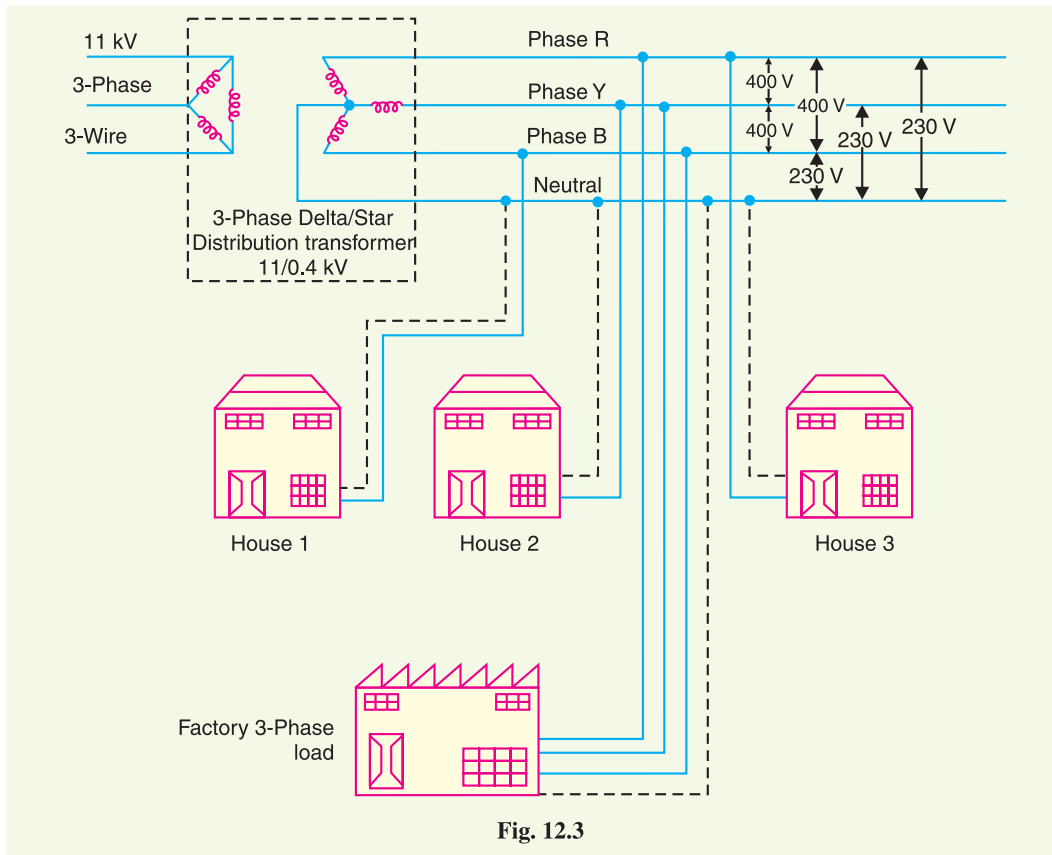 11 kV
3-Phase
3-Wire
3-Phase Delta/Star
Distribution transformer
11/0.4 kV
Phase R
Phase Y
Phase B
Neutral
400 V
400 V
400 V
230 V
230 V
230 V
House 1
House 2
House 3
Factory 3-Phase
load
Fig. 12.3